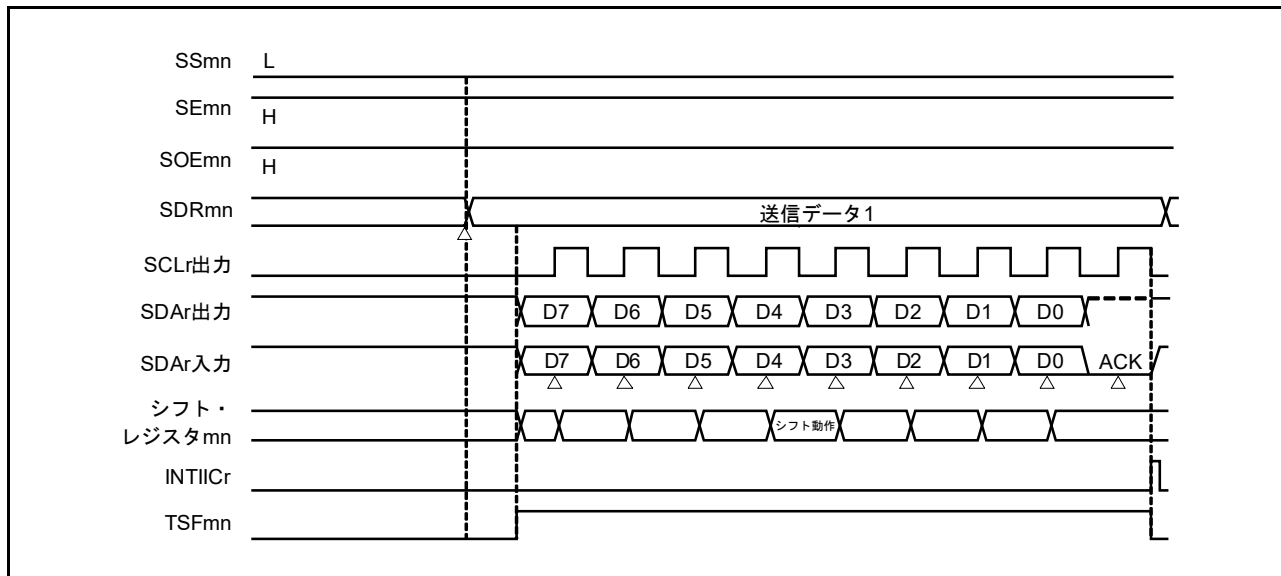 SSmn L
SEmn H
SOEmn H
SDRmn 送信データ1
SCLr出力
SDAr出力 D7 D6 D5 D4 D3 D2 D1 D0
SDAr入力 D7 D6 D5 D4 D3 D2 D1 D0 ACK
シフト・
レジスタmn シフト動作
INTIICr
TSFmn